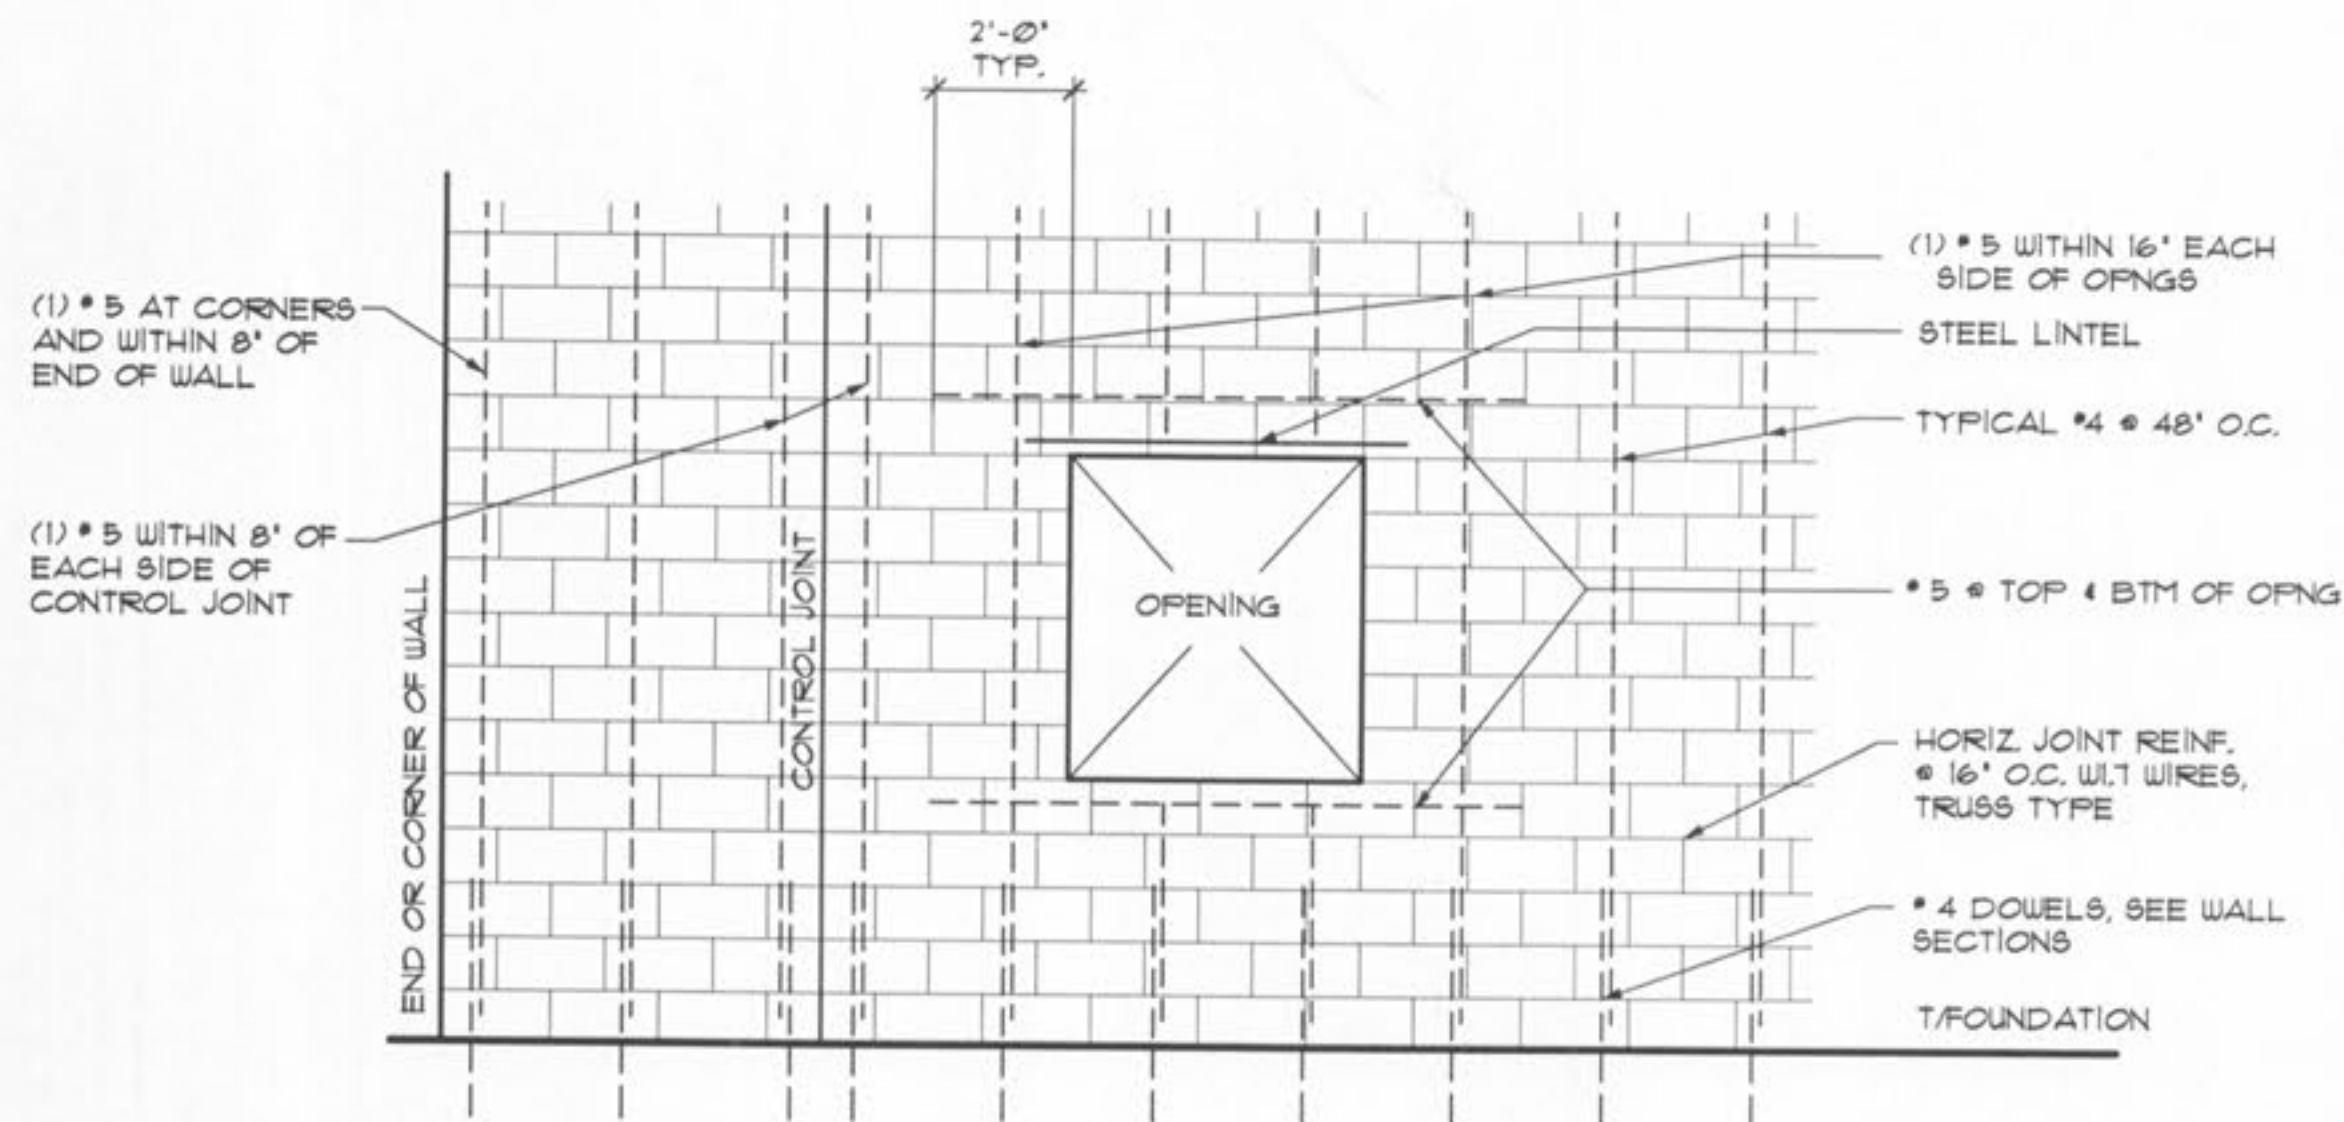 2'-0"
TYP.
(1) # 5 AT CORNERS
AND WITHIN 8" OF
END OF WALL
(1) # 5 WITHIN 8" OF
EACH SIDE OF
CONTROL JOINT
END OR CORNER OF WALL
CONTROL JOINT
OPENING
(1) # 5 WITHIN 16" EACH
SIDE OF OPNGS
STEEL LINTEL
TYPICAL #4 @ 48" O.C.
# 5 @ TOP & BTM OF OPNG
HORIZ. JOINT REINF.
@ 16" O.C. W1.7 WIRES,
TRUSS TYPE
# 4 DOWELS, SEE WALL
SECTIONS
T/FOUNDATION